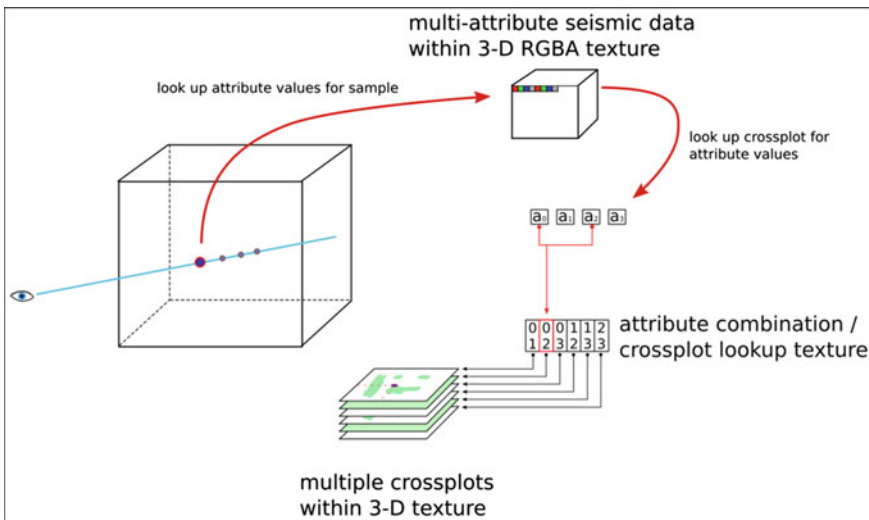 multi-attribute seismic data
within 3-D RGBA texture
look up attribute values for sample
look up crossplot for
attribute values
a0 a1 a2 a3
0 0 0 1 1 2
1 2 3 2 3 3
attribute combination /
crossplot lookup texture
multiple crossplots
within 3-D texture